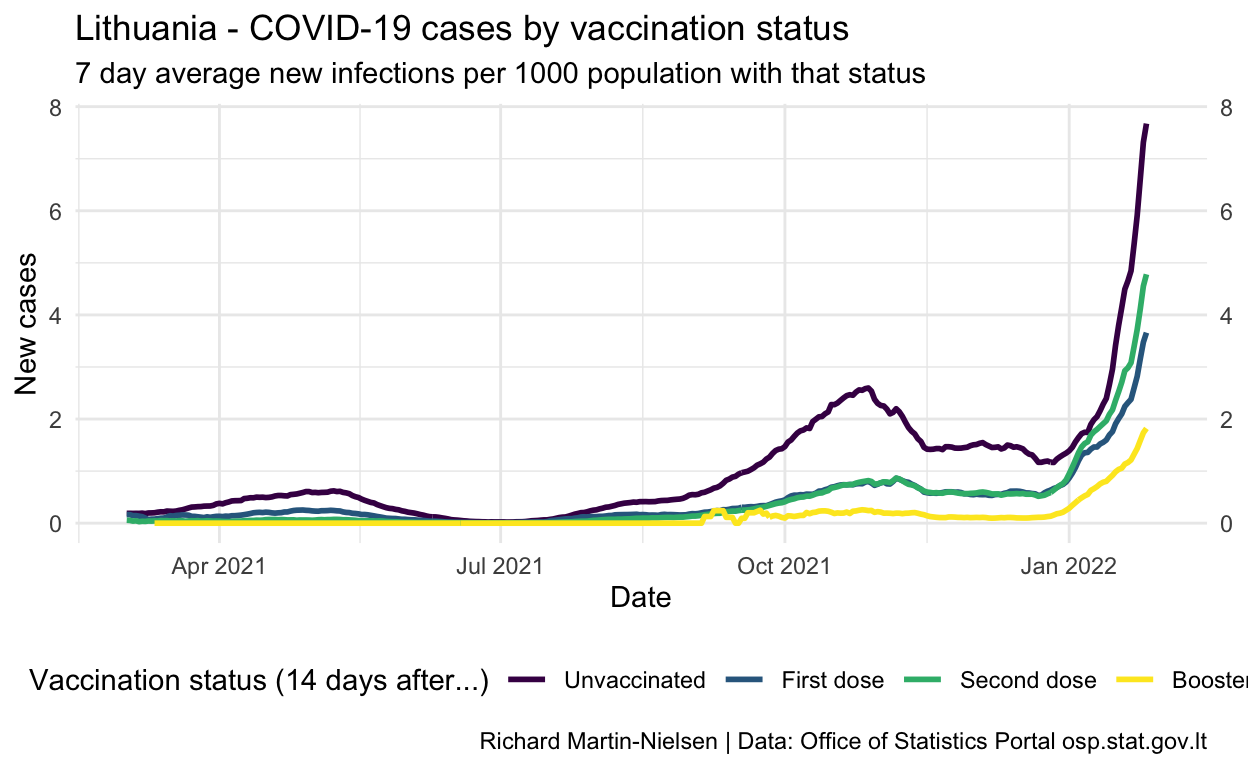 Lithuania - COVID-19 cases by vaccination status
7 day average new infections per 1000 population with that status
8
8
6
6
New cases
4
4
2
2
0
0
Apr 2021
Jul 2021
Oct 2021
Jan 2022
Date
Vaccination status (14 days after...) Unvaccinated First dose Second dose Booster
Richard Martin-Nielsen | Data: Office of Statistics Portal osp.stat.gov.lt